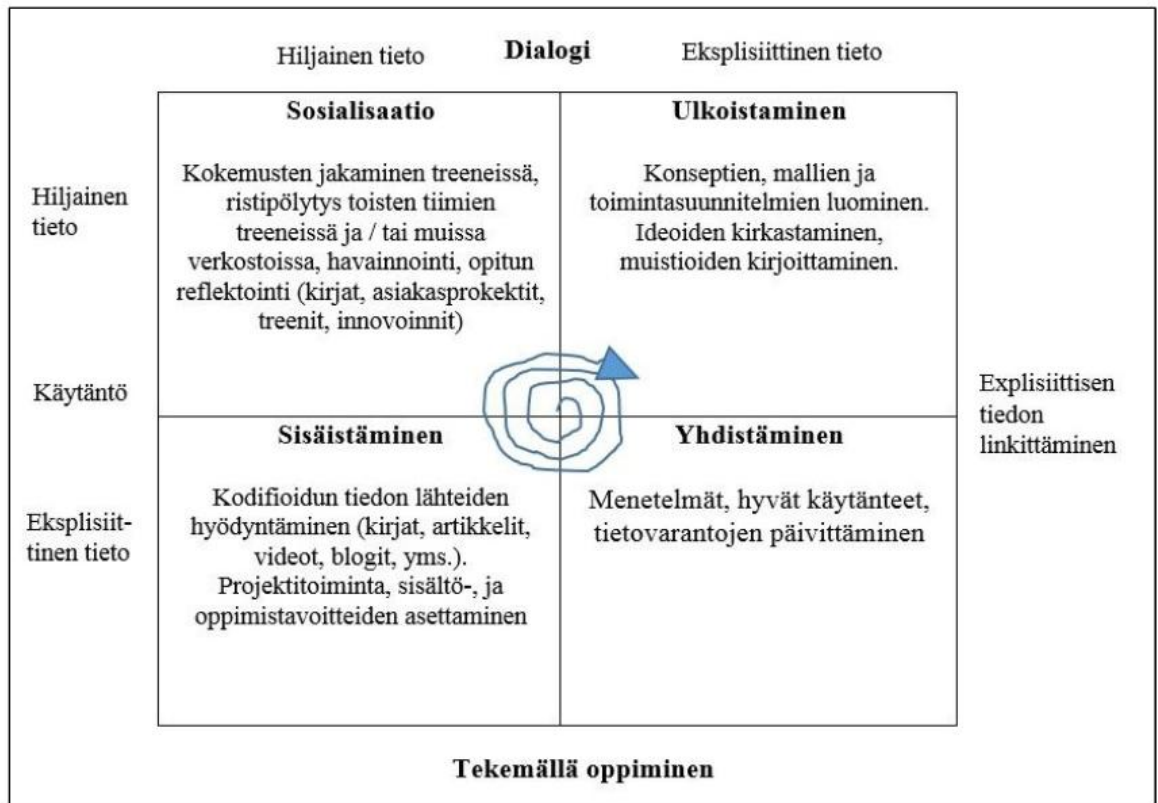 Hiljainen tieto
Dialogi
Eksplisiittinen tieto
Hiljainen
tieto
Sosialisaatio
Kokemusten jakaminen treeneissä,
ristipölytys toisten tiimien
treeneissä ja / tai muissa
verkostoissa, havainnointi, opitun
reflektointi (kirjat, asiakasprokektit,
treenit, innovoinnit)
Ulkoistaminen
Konseptien, mallien ja
toimintasuunnitelmien luominen.
Ideoiden kirkastaminen,
muistioiden kirjoittaminen.
Käytäntö
Explisiittisen
tiedon
linkittäminen
Eksplisiit-
tinen tieto
Sisäistäminen
Kodifioidun tiedon lähteiden
hyödyntäminen (kirjat, artikkelit,
videot, blogit, yms.).
Projektitoiminta, sisältö-, ja
oppimistavoitteiden asettaminen
Yhdistäminen
Menetelmät, hyvät käytänteet,
tietovarantojen päivittäminen
Tekemällä oppiminen